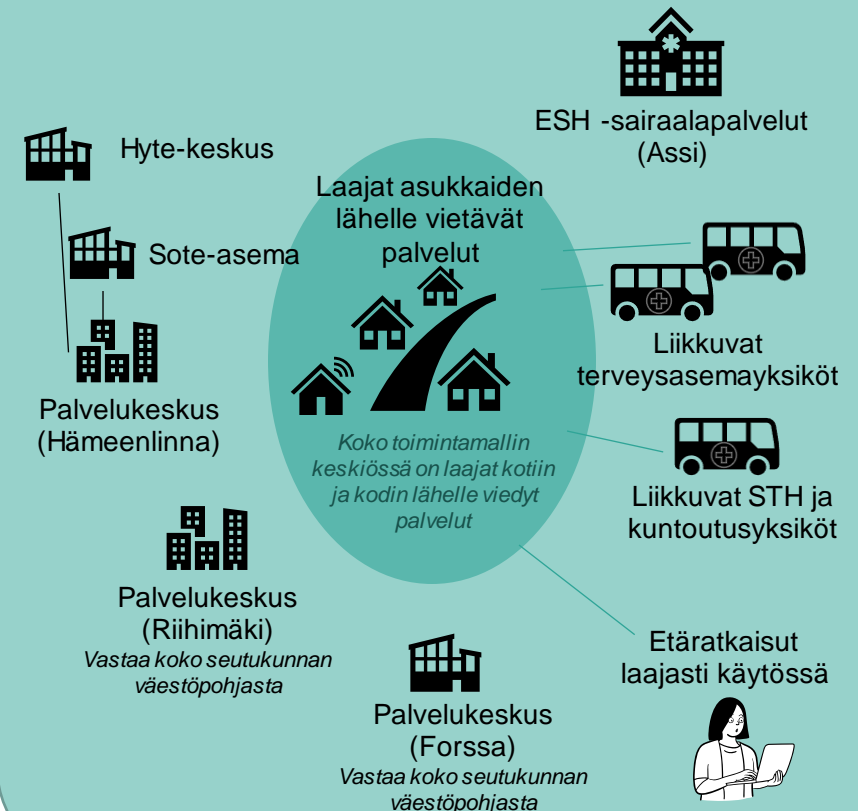 ESH -sairaalapalvelut
(Assi)
Hyte-keskus
Sote-asema
Palvelukeskus
(Hämeenlinna)
Laajat asukkaiden
lähelle vietävät
palvelut
Koko toimintamallin
keskiössä on laajat kotiin
ja kodin lähelle viedyt
palvelut
Liikkuvat
terveysasemayksiköt
Liikkuvat STH ja
kuntoutusyksiköt
Palvelukeskus
(Riihimäki)
Vastaa koko seutukunnan
väestöpohjasta
Palvelukeskus
(Forssa)
Vastaa koko seutukunnan
väestöpohjasta
Etäratkaisut
laajasti käytössä